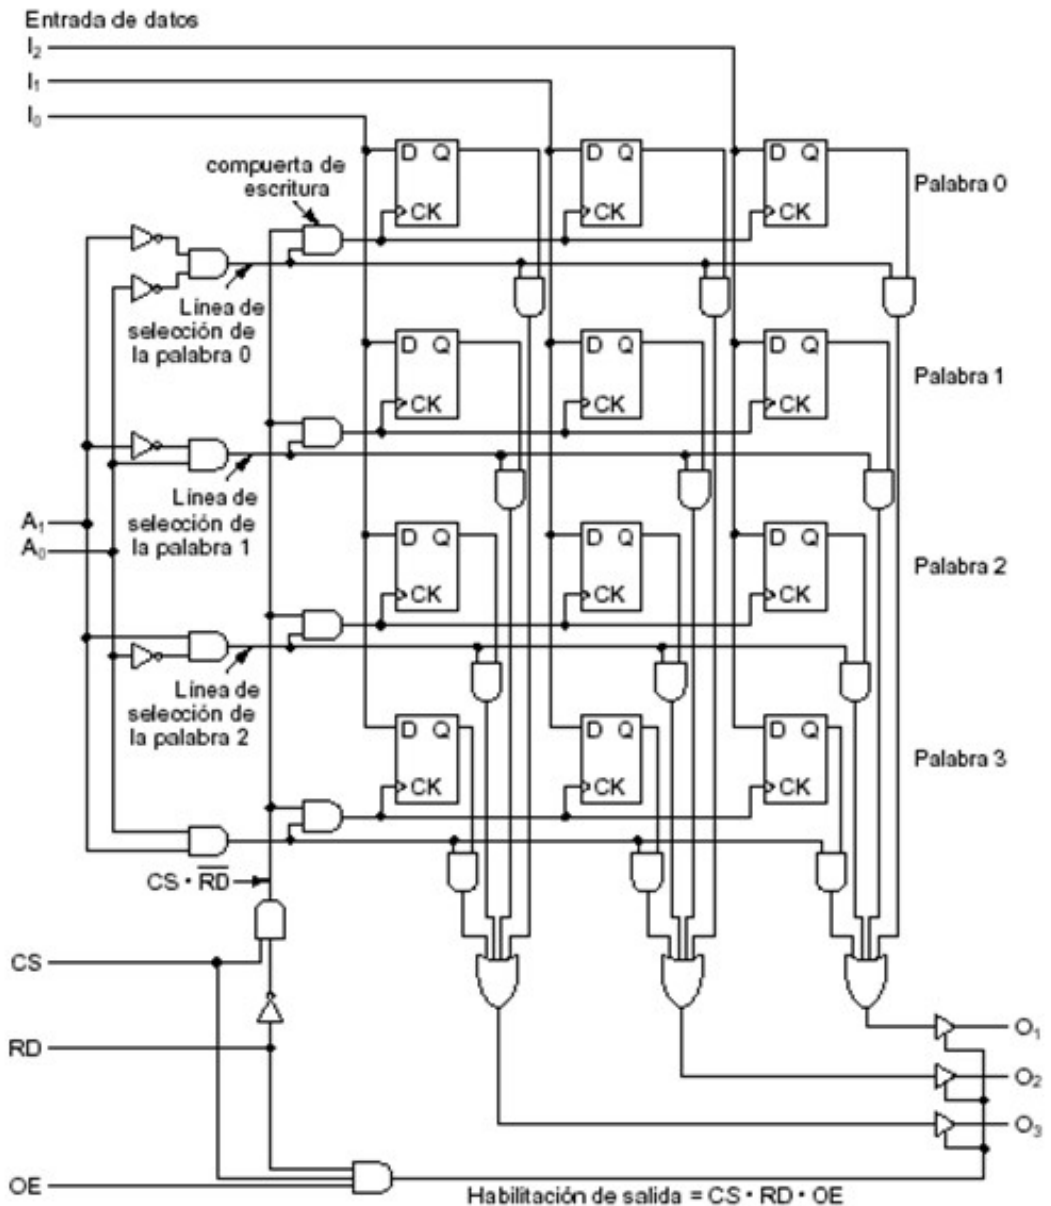 Entrada de datos
I₂
I₁
I₀
compuerta de
escritura
D Q
CK
D Q
CK
D Q
CK
Palabra 0
Línea de
selección de
la palabra 0
D Q
CK
D Q
CK
D Q
CK
Palabra 1
Línea de
selección de
la palabra 1
A₁
A₀
D Q
CK
D Q
CK
D Q
CK
Palabra 2
Línea de
selección de
la palabra 2
D Q
CK
D Q
CK
D Q
CK
Palabra 3
CS · R̅D̅
CS
RD
O₁
O₂
O₃
OE
Habilitación de salida = CS · RD · OE